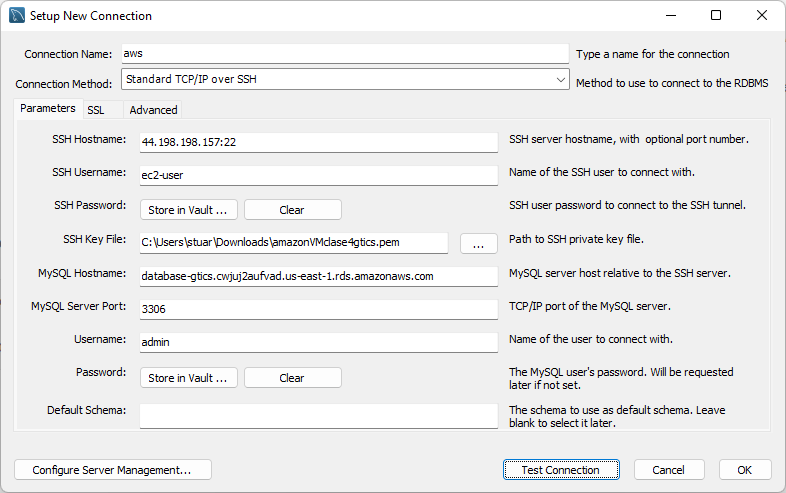 Setup New Connection
Connection Name: aws Type a name for the connection
Connection Method: Standard TCP/IP over SSH Method to use to connect to the RDBMS
Parameters SSL Advanced
SSH Hostname: 44.198.198.157:22 SSH server hostname, with optional port number.
SSH Username: ec2-user Name of the SSH user to connect with.
SSH Password: Store in Vault ... Clear SSH user password to connect to the SSH tunnel.
SSH Key File: C:\Users\stuar\Downloads\amazonVMclase4gtics.pem ... Path to SSH private key file.
MySQL Hostname: database-gtics.cwjuj2aufvad.us-east-1.rds.amazonaws.com MySQL server host relative to the SSH server.
MySQL Server Port: 3306 TCP/IP port of the MySQL server.
Username: admin Name of the user to connect with.
Password: Store in Vault ... Clear The MySQL user's password. Will be requested
later if not set.
Default Schema: The schema to use as default schema. Leave
blank to select it later.
Configure Server Management... Test Connection Cancel OK